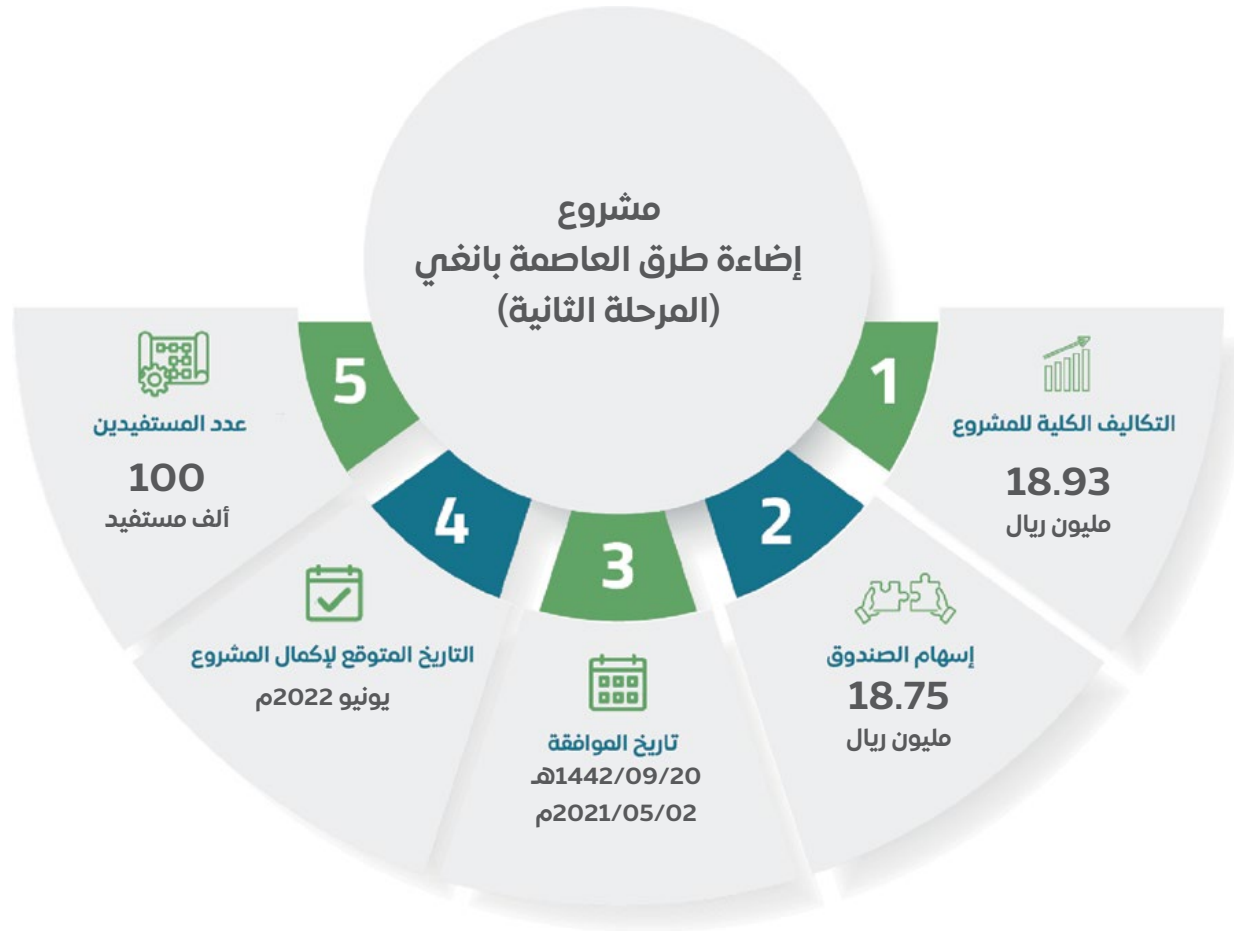 مشروع
إضاءة طرق العاصمة بانغي
(المرحلة الثانية)
1
التكاليف الكلية للمشروع
18.93
مليون ريال
2
إسهام الصندوق
18.75
مليون ريال
3
تاريخ الموافقة
1442/09/20هـ
2021/05/02م
4
التاريخ المتوقع لإكمال المشروع
يونيو 2022م
5
عدد المستفيدين
100
ألف مستفيد